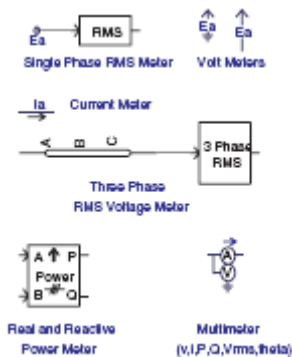 Ea
RMS
Ea
Ea
Single Phase RMS Meter
Volt Meters
Ia
Current Meter
A B C
3 Phase
RMS
Three Phase
RMS Voltage Meter
A P
Power
B Q
A
V
Real and Reactive
Power Meter
Multimeter
(v,I,P,Q,Vrms,theta)